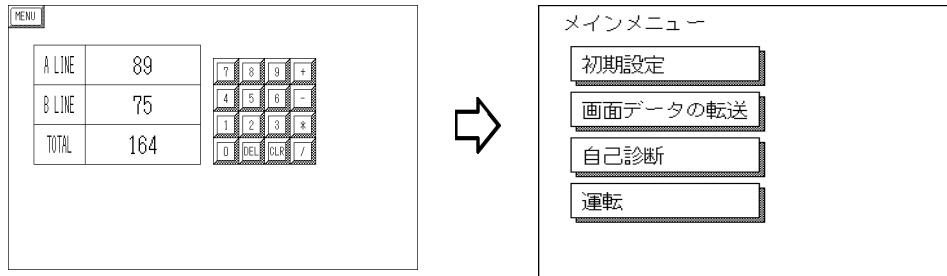 MENU
A LINE 89
B LINE 75
TOTAL 164
7 8 9 +
4 5 6 -
1 2 3 *
0 DEL CLR /
メインメニュー
初期設定
画面データの転送
自己診断
運転